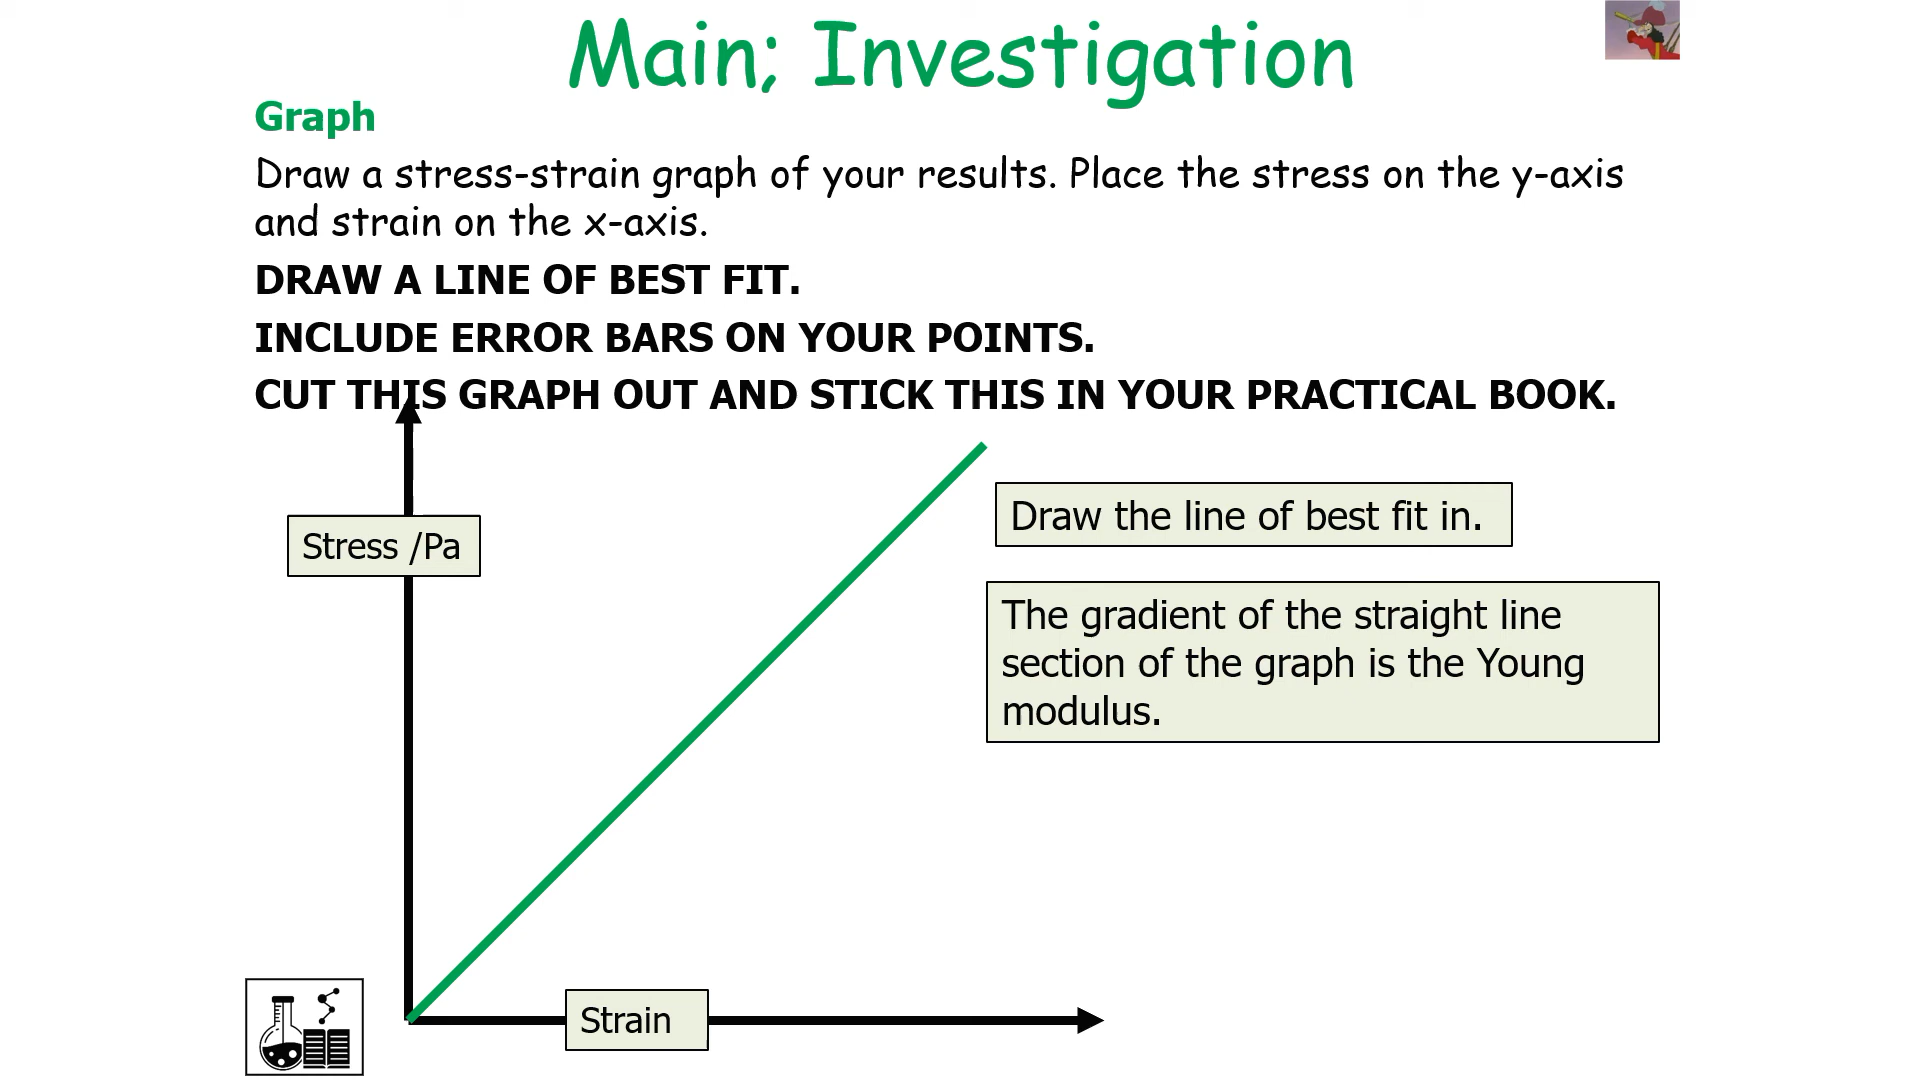 Main; Investigation
Graph
Draw a stress-strain graph of your results. Place the stress on the y-axis
and strain on the x-axis.
DRAW A LINE OF BEST FIT.
INCLUDE ERROR BARS ON YOUR POINTS.
CUT THIS GRAPH OUT AND STICK THIS IN YOUR PRACTICAL BOOK.
Draw the line of best fit in.
Stress /Pa
The gradient of the straight line
section of the graph is the Young
modulus.
Strain